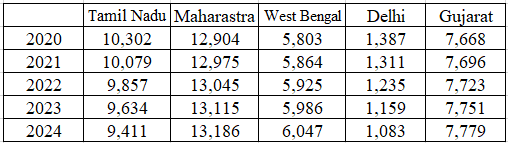 Tamil Nadu Maharastra West Bengal Delhi Gujarat
2020 10,302 12,904 5,803 1,387 7,668
2021 10,079 12,975 5,864 1,311 7,696
2022 9,857 13,045 5,925 1,235 7,723
2023 9,634 13,115 5,986 1,159 7,751
2024 9,411 13,186 6,047 1,083 7,779